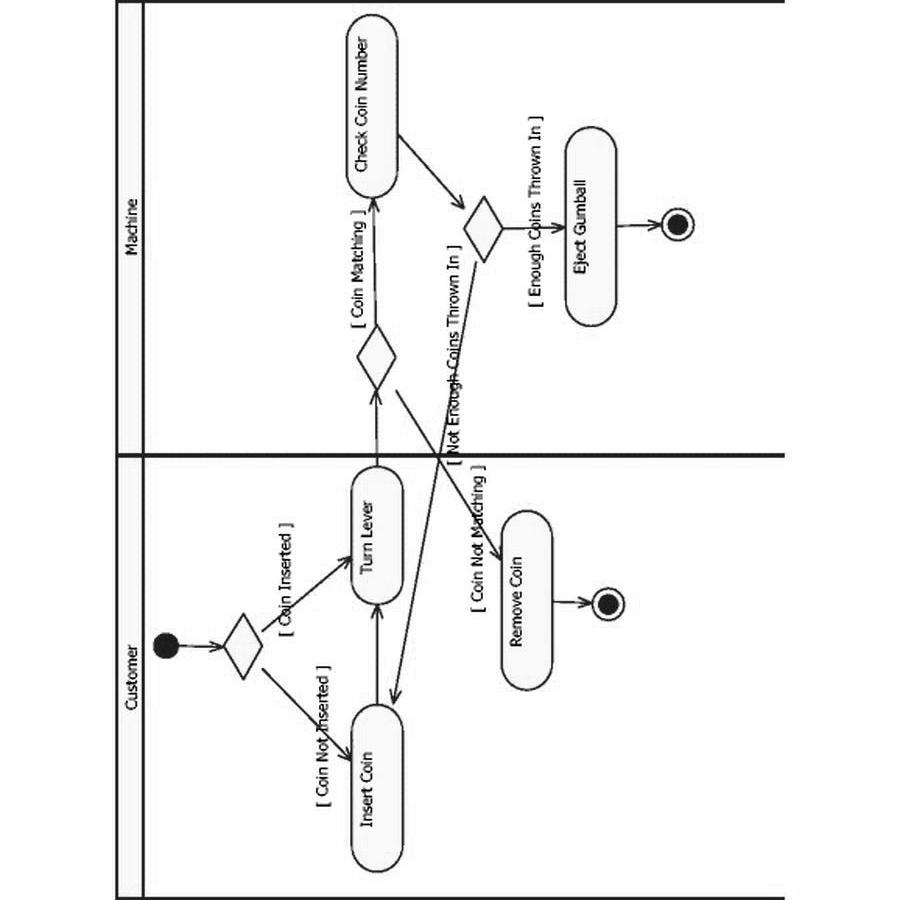 Customer
Machine
[ Coin Inserted ]
[ Coin Not Inserted ]
Insert Coin
Turn Lever
[ Coin Matching ]
Check Coin Number
[ Not Enough Coins Thrown In ]
[ Coin Not Matching ]
Remove Coin
[ Enough Coins Thrown In ]
Eject Gumball